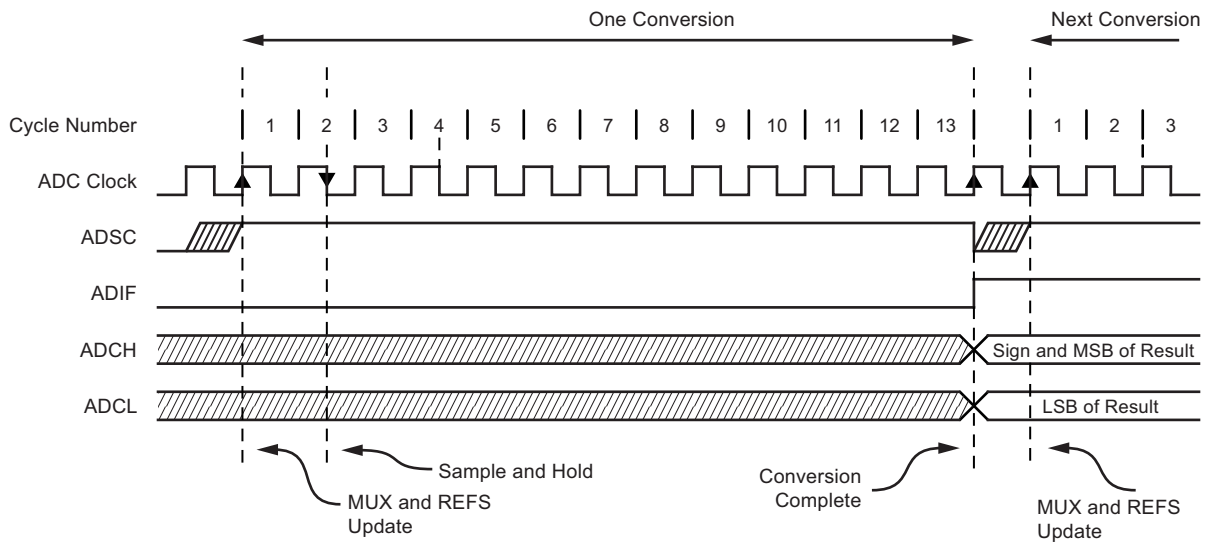 One Conversion
Next Conversion
Cycle Number
1 2 3 4 5 6 7 8 9 10 11 12 13 1 2 3
ADC Clock
ADSC
ADIF
ADCH
Sign and MSB of Result
ADCL
LSB of Result
Sample and Hold
MUX and REFS
Update
Conversion
Complete
MUX and REFS
Update